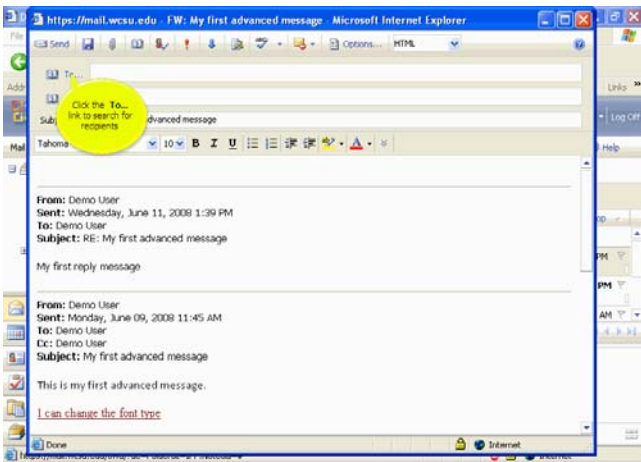 https://mail.wcsu.edu - FW: My first advanced message - Microsoft Internet Explorer
Send
Options...
HTML
To...
Click the To...
link to search for
recipients
Links
Log Off
Help
advanced message
Tahoma 10 B I U A
From: Demo User
Sent: Wednesday, June 11, 2008 1:39 PM
To: Demo User
Subject: RE: My first advanced message
My first reply message
From: Demo User
Sent: Monday, June 09, 2008 11:45 AM
To: Demo User
Cc: Demo User
Subject: My first advanced message
This is my first advanced message.
I can change the font type
PM
PM
AM
Done
Internet